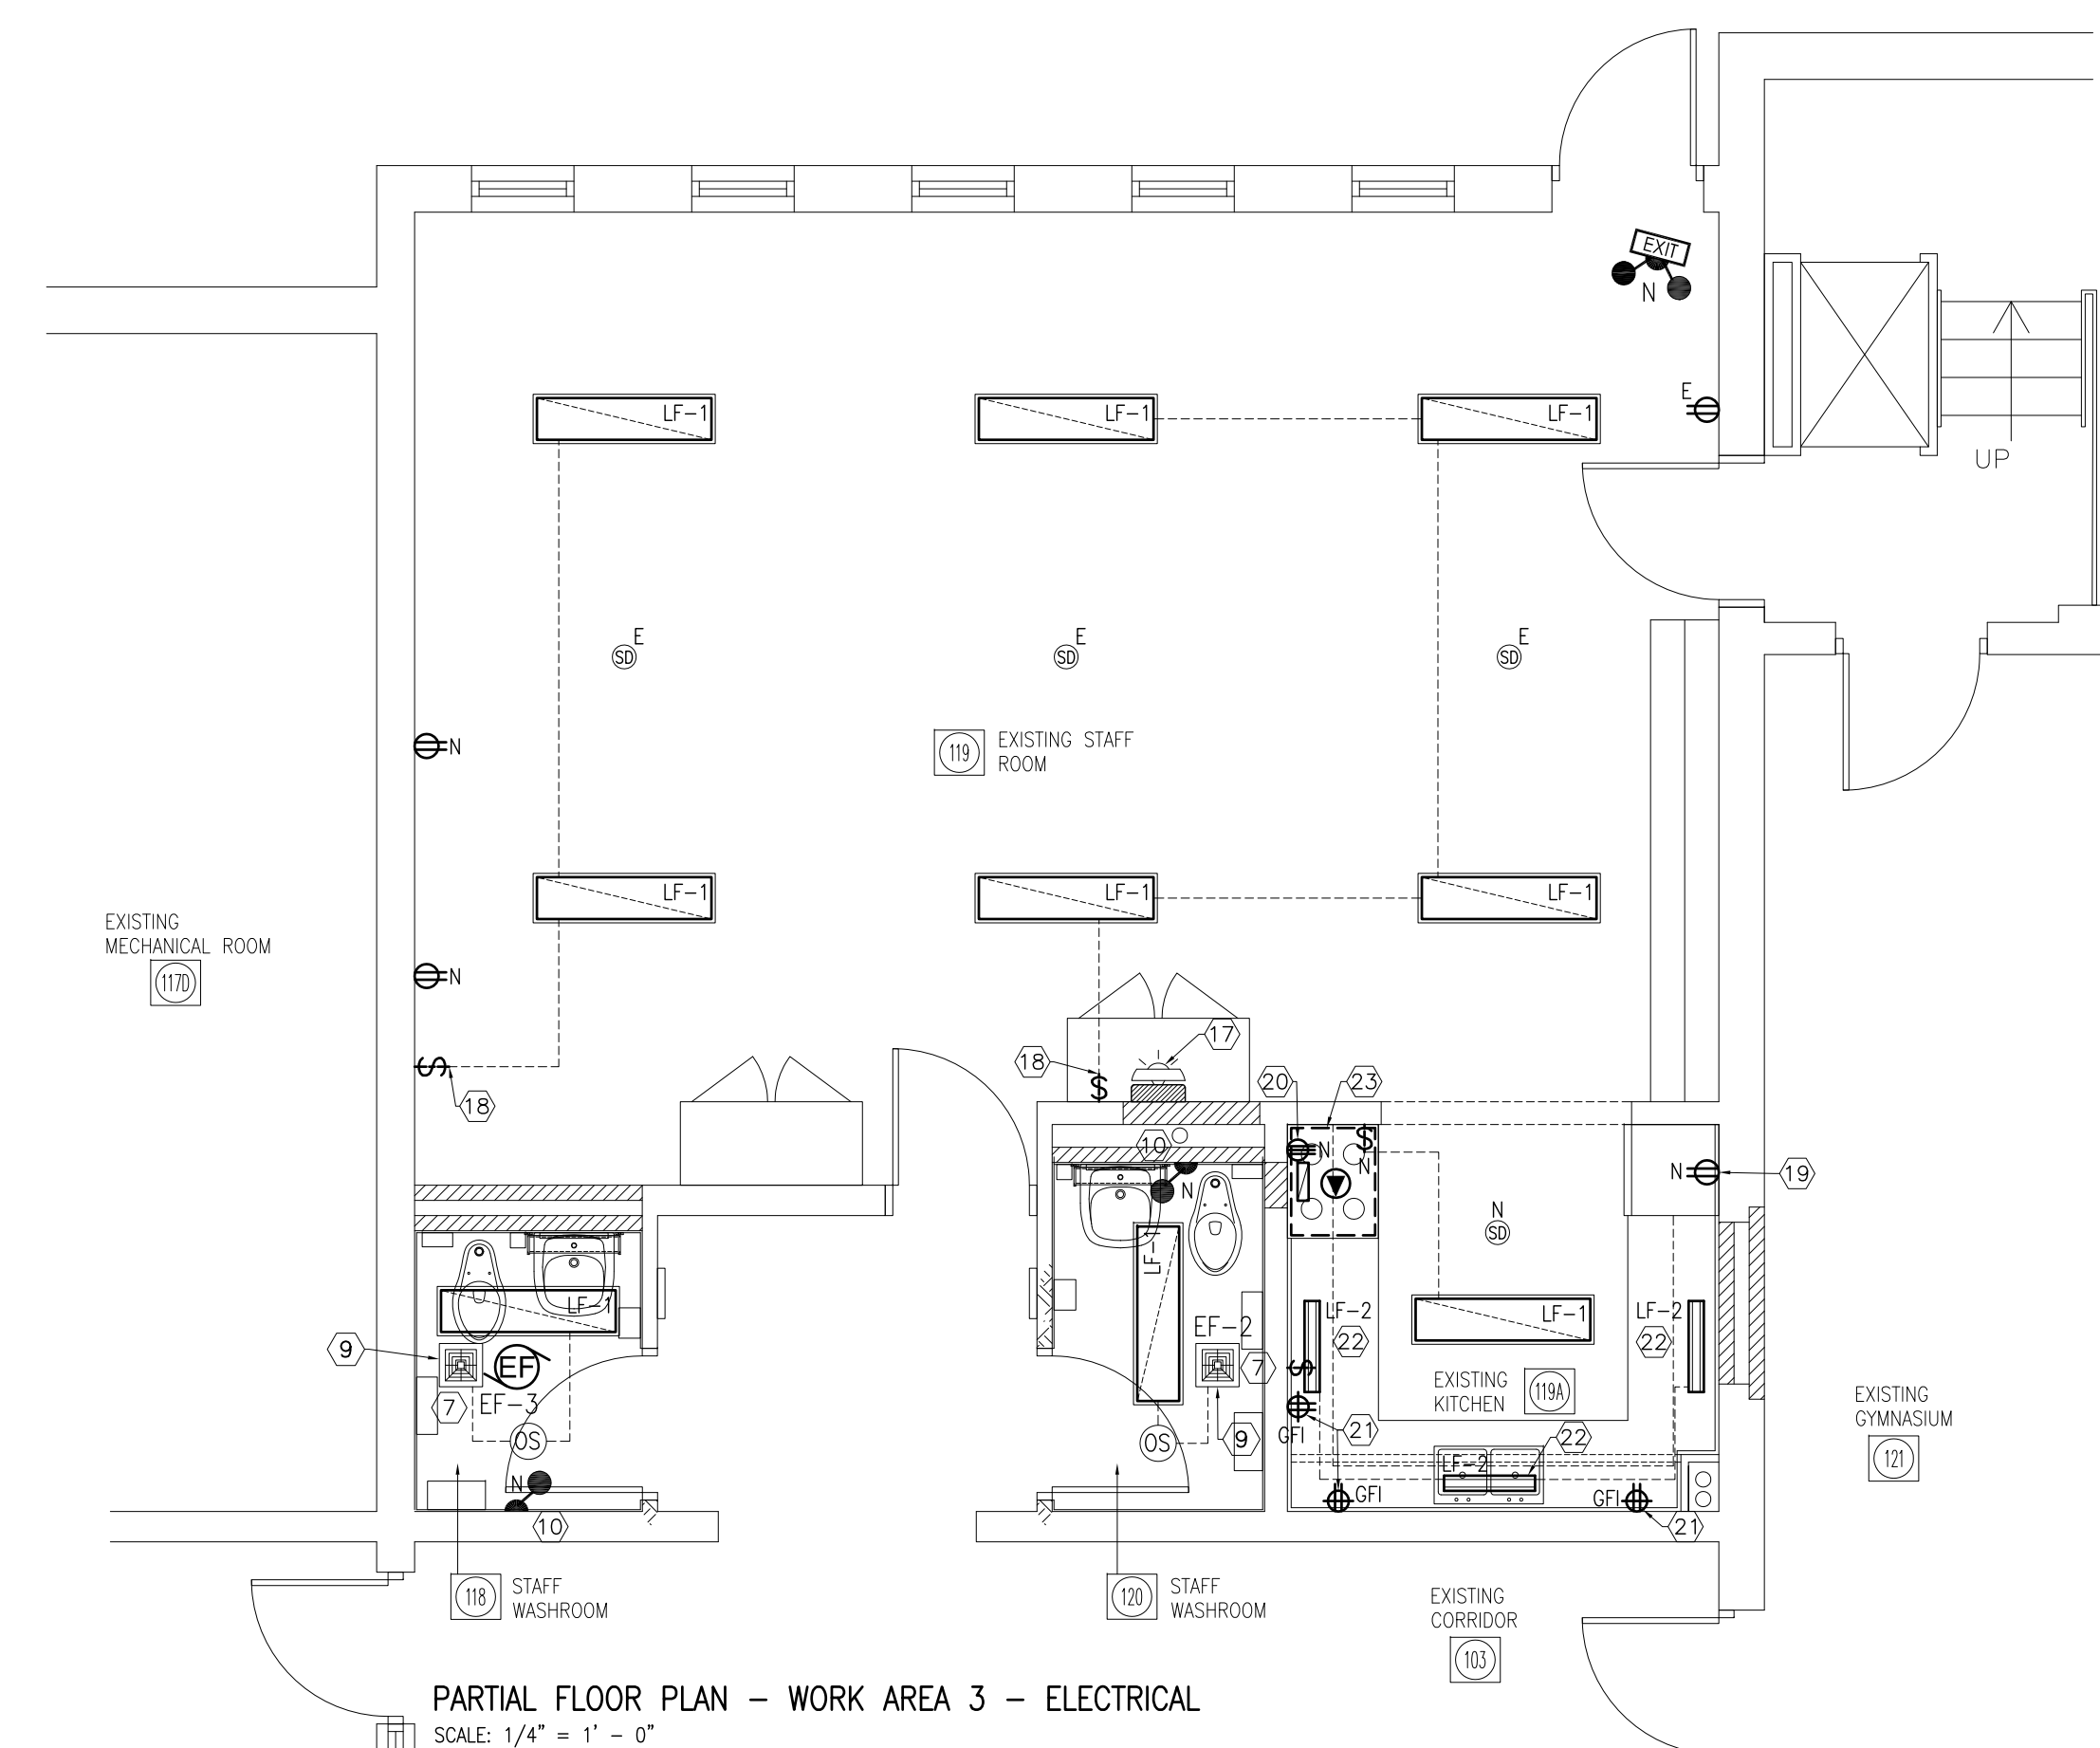 EXIT
N
E
UP
LF-1
LF-1
LF-1
E
SD
E
SD
E
SD
N
119
EXISTING STAFF
ROOM
LF-1
LF-1
LF-1
EXISTING
MECHANICAL ROOM
117D
N
$
18
18
$
17
20
23
10
N
N
$
N
N
19
N
SD
LF-1
LF-1
9
EF
EF-3
7
OS
N
10
EF-2
7
OS
9
LF-2
22
$
GFI
21
LF-1
LF-2
22
EXISTING
KITCHEN
119A
LF-2
22
GFI
GFI
21
EXISTING
GYMNASIUM
121
118
STAFF
WASHROOM
120
STAFF
WASHROOM
EXISTING
CORRIDOR
103
PARTIAL FLOOR PLAN – WORK AREA 3 – ELECTRICAL
SCALE: 1/4" = 1' – 0"